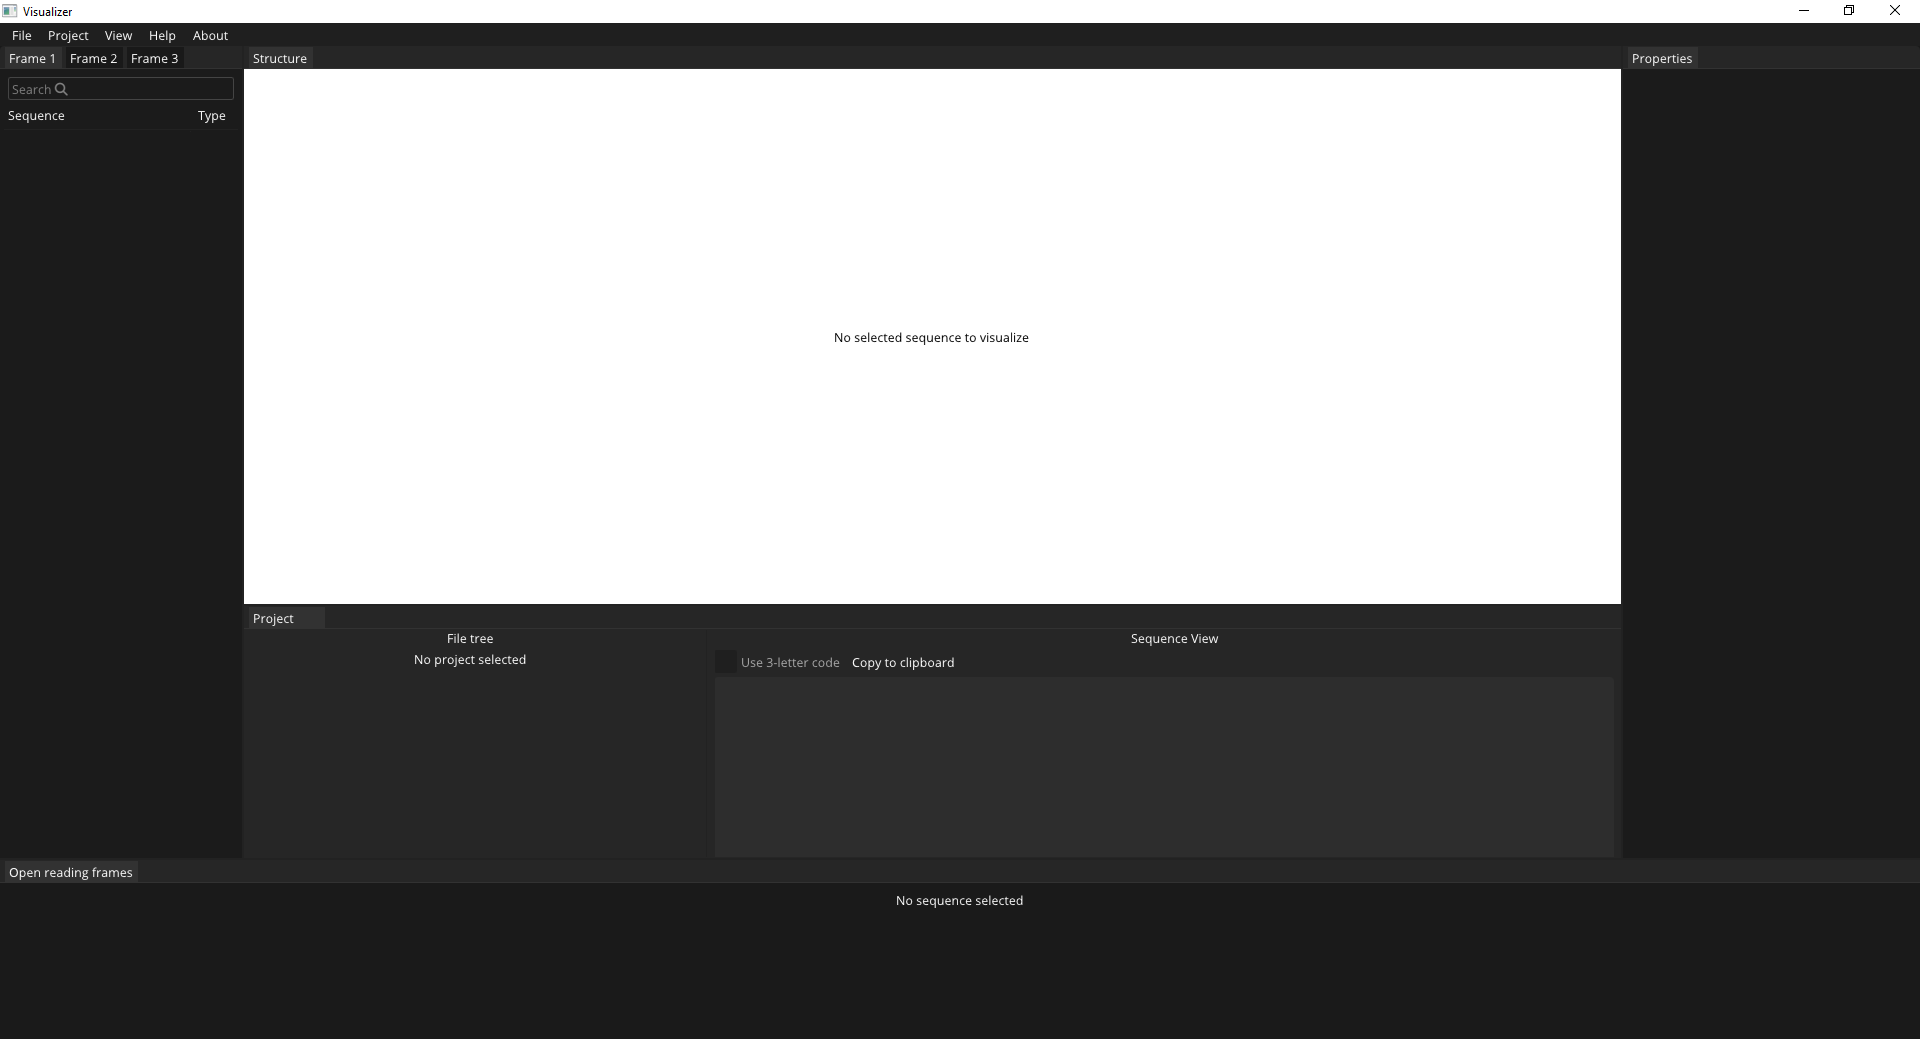 Visualizer
File Project View Help About
Frame 1 Frame 2 Frame 3
Structure
Properties
Search
Sequence Type
No selected sequence to visualize
Project
File tree
No project selected
Sequence View
Use 3-letter code Copy to clipboard
Open reading frames
No sequence selected